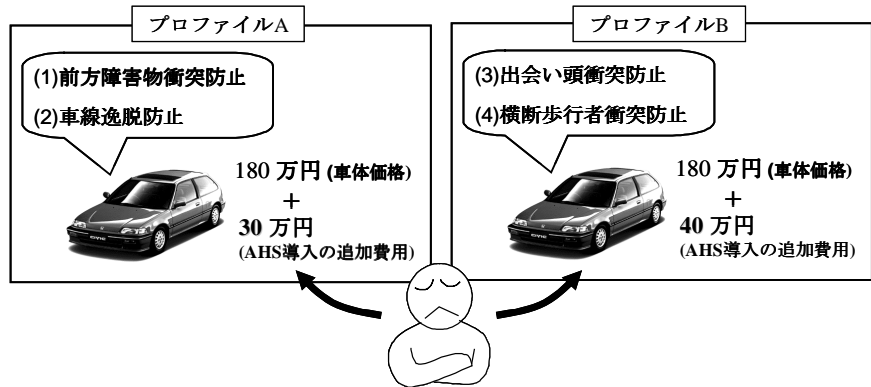 プロファイルA
(1)前方障害物衝突防止
(2)車線逸脱防止
180 万円 (車体価格)
+
30 万円
(AHS導入の追加費用)
プロファイルB
(3)出会い頭衝突防止
(4)横断歩行者衝突防止
180 万円 (車体価格)
+
40 万円
(AHS導入の追加費用)